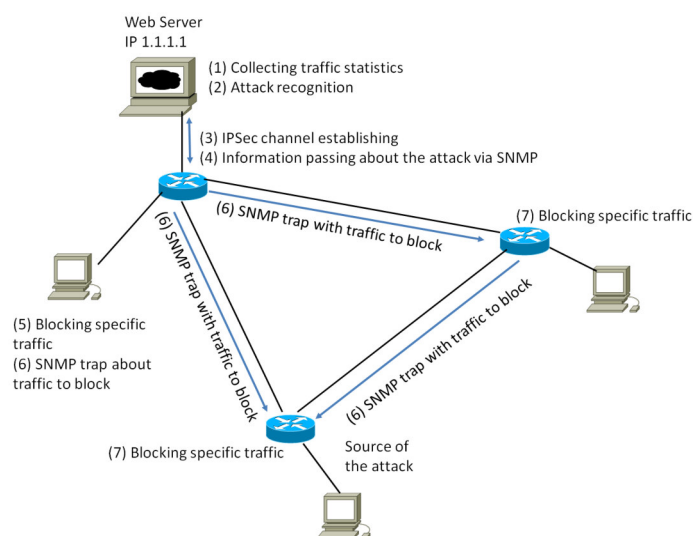 Web Server
IP 1.1.1.1
(1) Collecting traffic statistics
(2) Attack recognition
(3) IPSec channel establishing
(4) Information passing about the attack via SNMP
(6) SNMP trap with traffic to block
(7) Blocking specific traffic
(6) SNMP trap with traffic to block
(5) Blocking specific
traffic
(6) SNMP trap about
traffic to block
(6) SNMP trap with traffic to block
(7) Blocking specific traffic
Source of
the attack